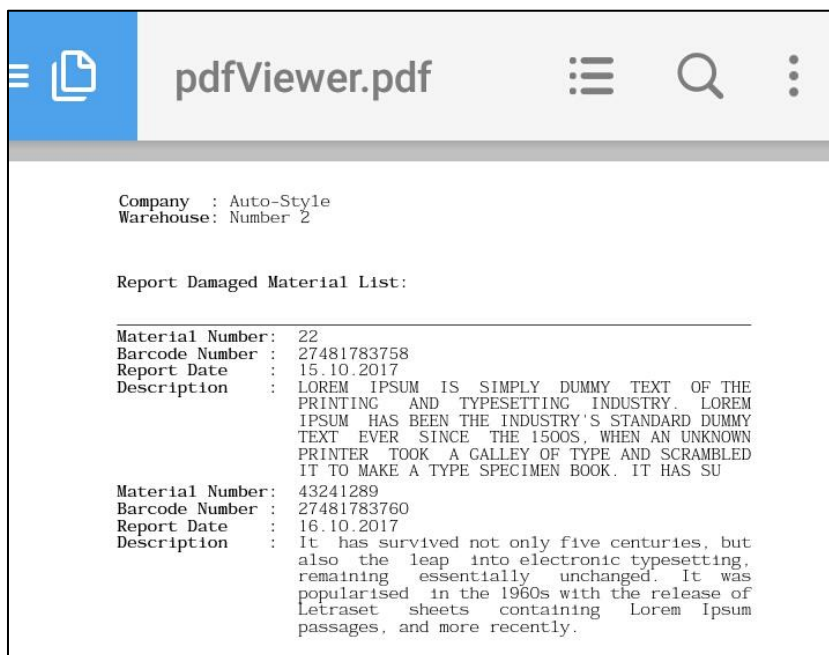 pdfViewer.pdf
Company : Auto-Style
Warehouse: Number 2
Report Damaged Material List:
Material Number: 22
Barcode Number : 27481783758
Report Date : 15.10.2017
Description : LOREM IPSUM IS SIMPLY DUMMY TEXT OF THE
PRINTING AND TYPESETTING INDUSTRY. LOREM
IPSUM HAS BEEN THE INDUSTRY'S STANDARD DUMMY
TEXT EVER SINCE THE 1500S, WHEN AN UNKNOWN
PRINTER TOOK A GALLEY OF TYPE AND SCRAMBLED
IT TO MAKE A TYPE SPECIMEN BOOK. IT HAS SU
Material Number: 43241289
Barcode Number : 27481783760
Report Date : 16.10.2017
Description : It has survived not only five centuries, but
also the leap into electronic typesetting,
remaining essentially unchanged. It was
popularised in the 1960s with the release of
Letraset sheets containing Lorem Ipsum
passages, and more recently.